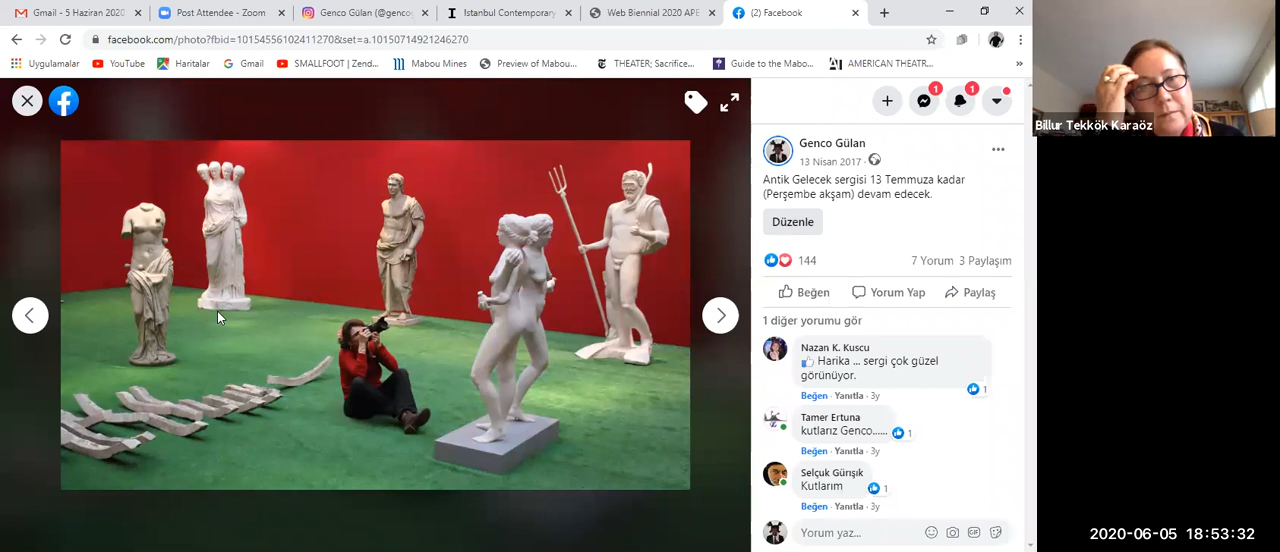 Gmail - 5 Haziran 2020
Post Attendee - Zoom
Genco Gülan (@genco
Istanbul Contemporary
Web Biennial 2020 APE
(2) Facebook
facebook.com/photo?fbid=10154556102411270&set=a.10150714921246270
Uygulamalar
YouTube
Haritalar
Gmail
SMALLFOOT | Zend...
Mabou Mines
Preview of Mabou...
THEATER; Sacrifice...
Guide to the Mabo...
AMERICAN THEATR...
Billur Tekkök Karaöz
1
1
Genco Gülan
13 Nisan 2017 ·
Antik Gelecek sergisi 13 Temmuza kadar
(Perşembe akşam) devam edecek.
Düzenle
144
7 Yorum 3 Paylaşım
Beğen
Yorum Yap
Paylaş
1 diğer yorumu gör
Nazan K. Kuscu
Harika ... sergi çok güzel
görünüyor.
1
Beğen · Yanıtla · 3y
Tamer Ertuna
kutlarız Genco......
1
Beğen · Yanıtla · 3y
Selçuk Gürışık
Kutlarım
1
Beğen · Yanıtla · 3y
Yorum yaz...
GIF
2020-06-05 18:53:32